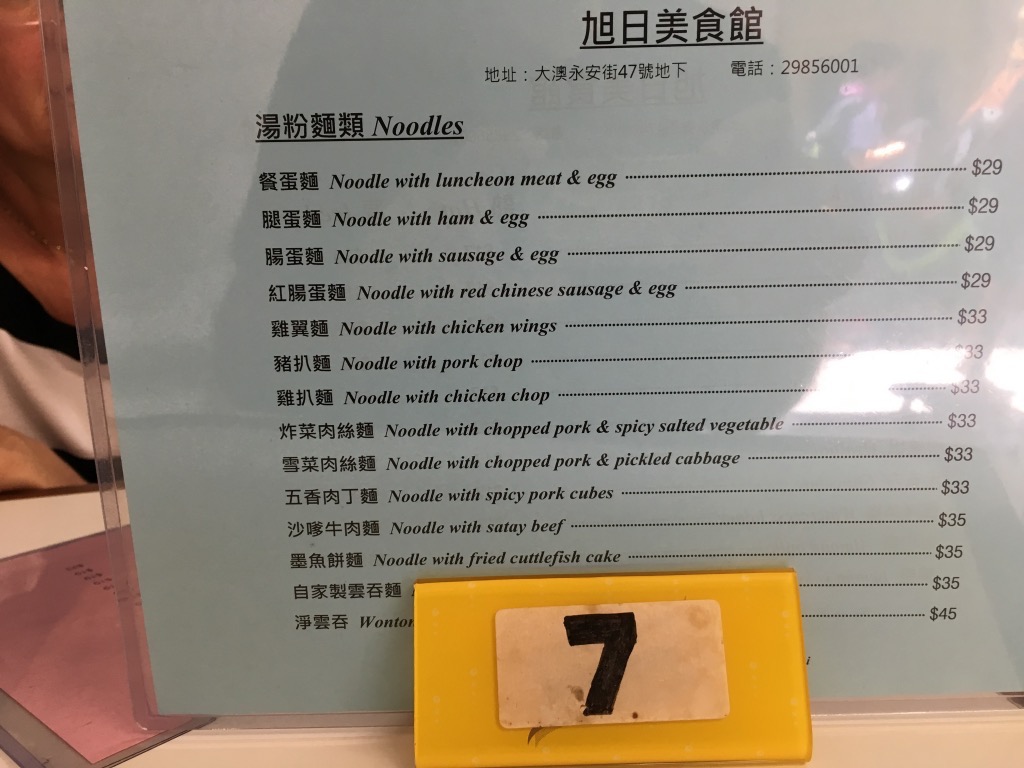 旭日美食館
地址：大澳永安街47號地下 電話：29856001
湯粉麵類 Noodles
餐蛋麵 Noodle with luncheon meat & egg $29
腿蛋麵 Noodle with ham & egg $29
腸蛋麵 Noodle with sausage & egg $29
紅腸蛋麵 Noodle with red chinese sausage & egg $29
雞翼麵 Noodle with chicken wings $33
豬扒麵 Noodle with pork chop $33
雞扒麵 Noodle with chicken chop $33
炸菜肉絲麵 Noodle with chopped pork & spicy salted vegetable $33
雪菜肉絲麵 Noodle with chopped pork & pickled cabbage $33
五香肉丁麵 Noodle with spicy pork cubes $33
沙嗲牛肉麵 Noodle with satay beef $35
墨魚餅麵 Noodle with fried cuttlefish cake $35
自家製雲吞麵 $35
淨雲吞 Wonton $45
7